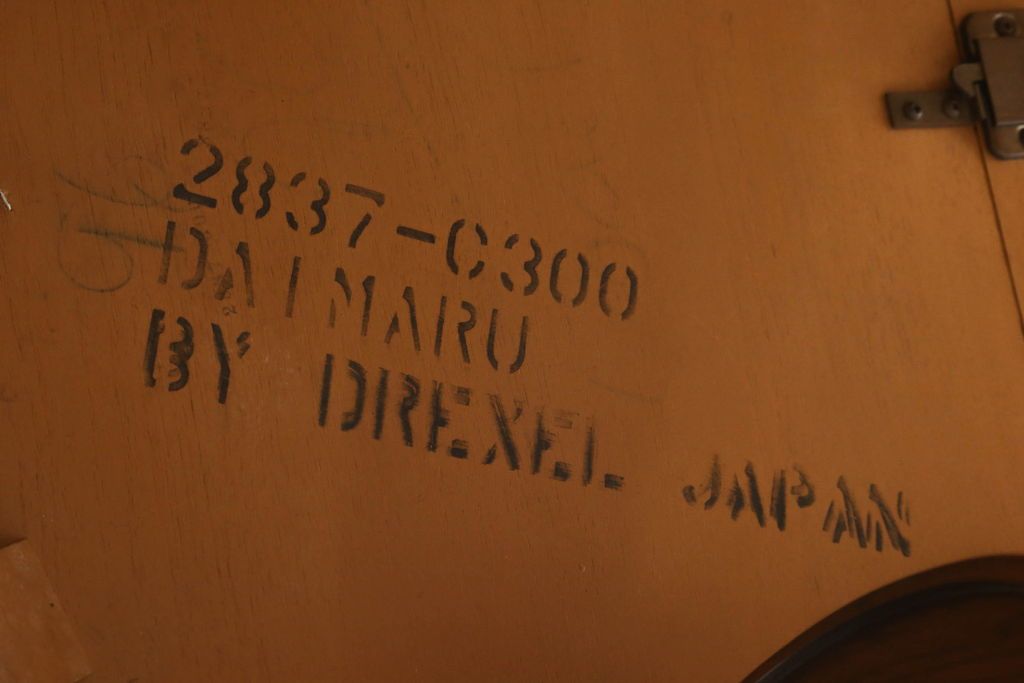 2837-C300
DAIMARU
BY DREXEL JAPAN